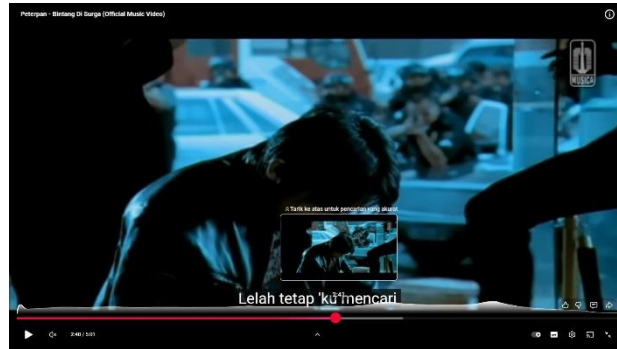 Peterpan - Bintang Di Surga (Official Music Video)
MUSICA
Tarik ke atas untuk pencarian yang akurat
Lelah tetap 'ku mencari
2:40 / 5:01